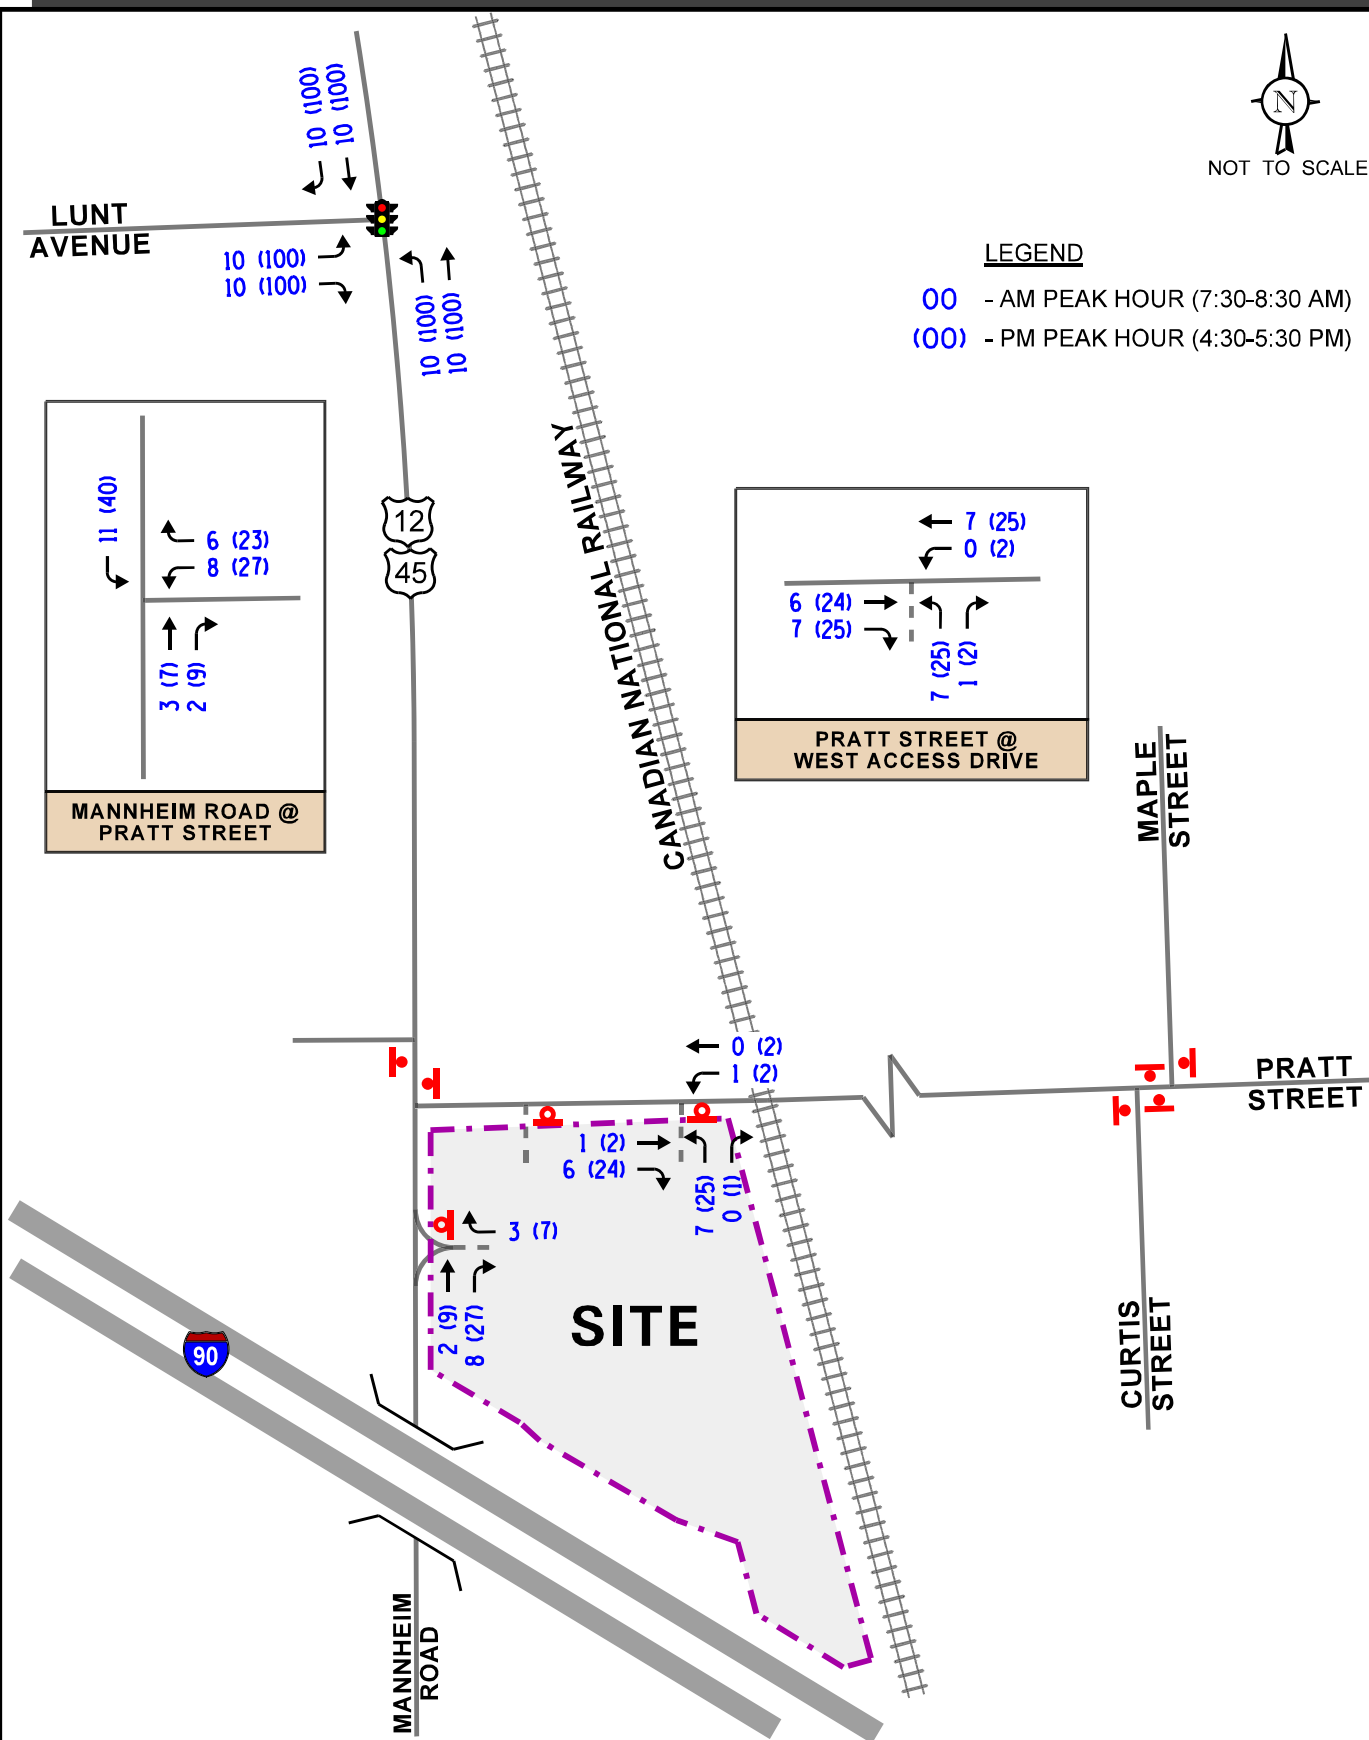 N
NOT TO SCALE
10 (100)
10 (100)
LUNT
AVENUE
10 (100)
10 (100)
10 (100)
10 (100)
LEGEND
00 - AM PEAK HOUR (7:30-8:30 AM)
(00) - PM PEAK HOUR (4:30-5:30 PM)
11 (40)
6 (23)
8 (27)
3 (7)
2 (9)
MANNHEIM ROAD @
PRATT STREET
12
45
CANADIAN NATIONAL RAILWAY
7 (25)
0 (2)
6 (24)
7 (25)
7 (25)
1 (2)
PRATT STREET @
WEST ACCESS DRIVE
MAPLE
STREET
0 (2)
1 (2)
PRATT
STREET
1 (2)
6 (24)
7 (25)
0 (1)
3 (7)
2 (9)
8 (27)
SITE
90
CURTIS
STREET
MANNHEIM
ROAD